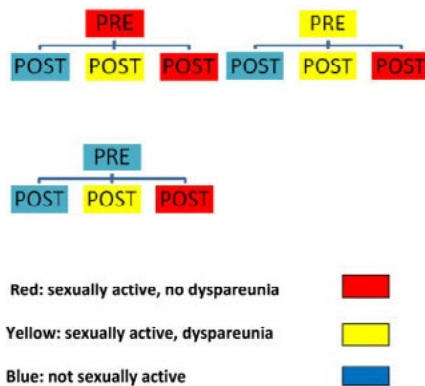 PRE PRE
POST POST POST POST POST POST
PRE
POST POST POST
Red: sexually active, no dyspareunia
Yellow: sexually active, dyspareunia
Blue: not sexually active